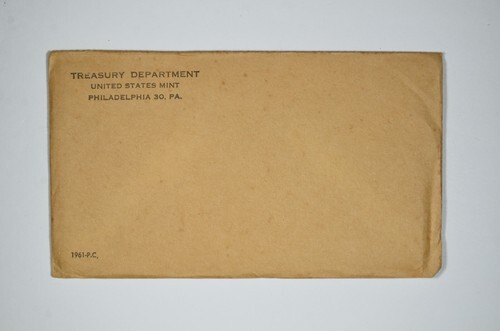 TREASURY DEPARTMENT
UNITED STATES MINT
PHILADELPHIA 30, PA.
1961-P.C.